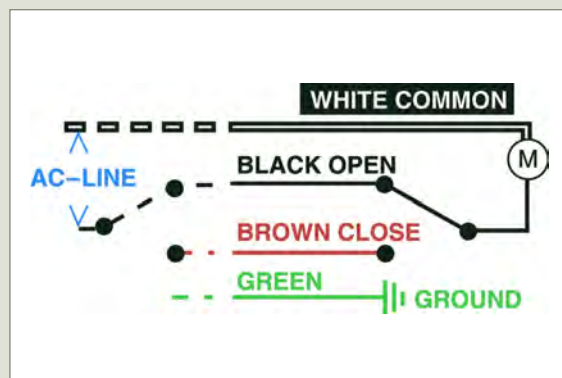 WHITE COMMON
M
BLACK OPEN
AC–LINE
BROWN CLOSE
GREEN
GROUND